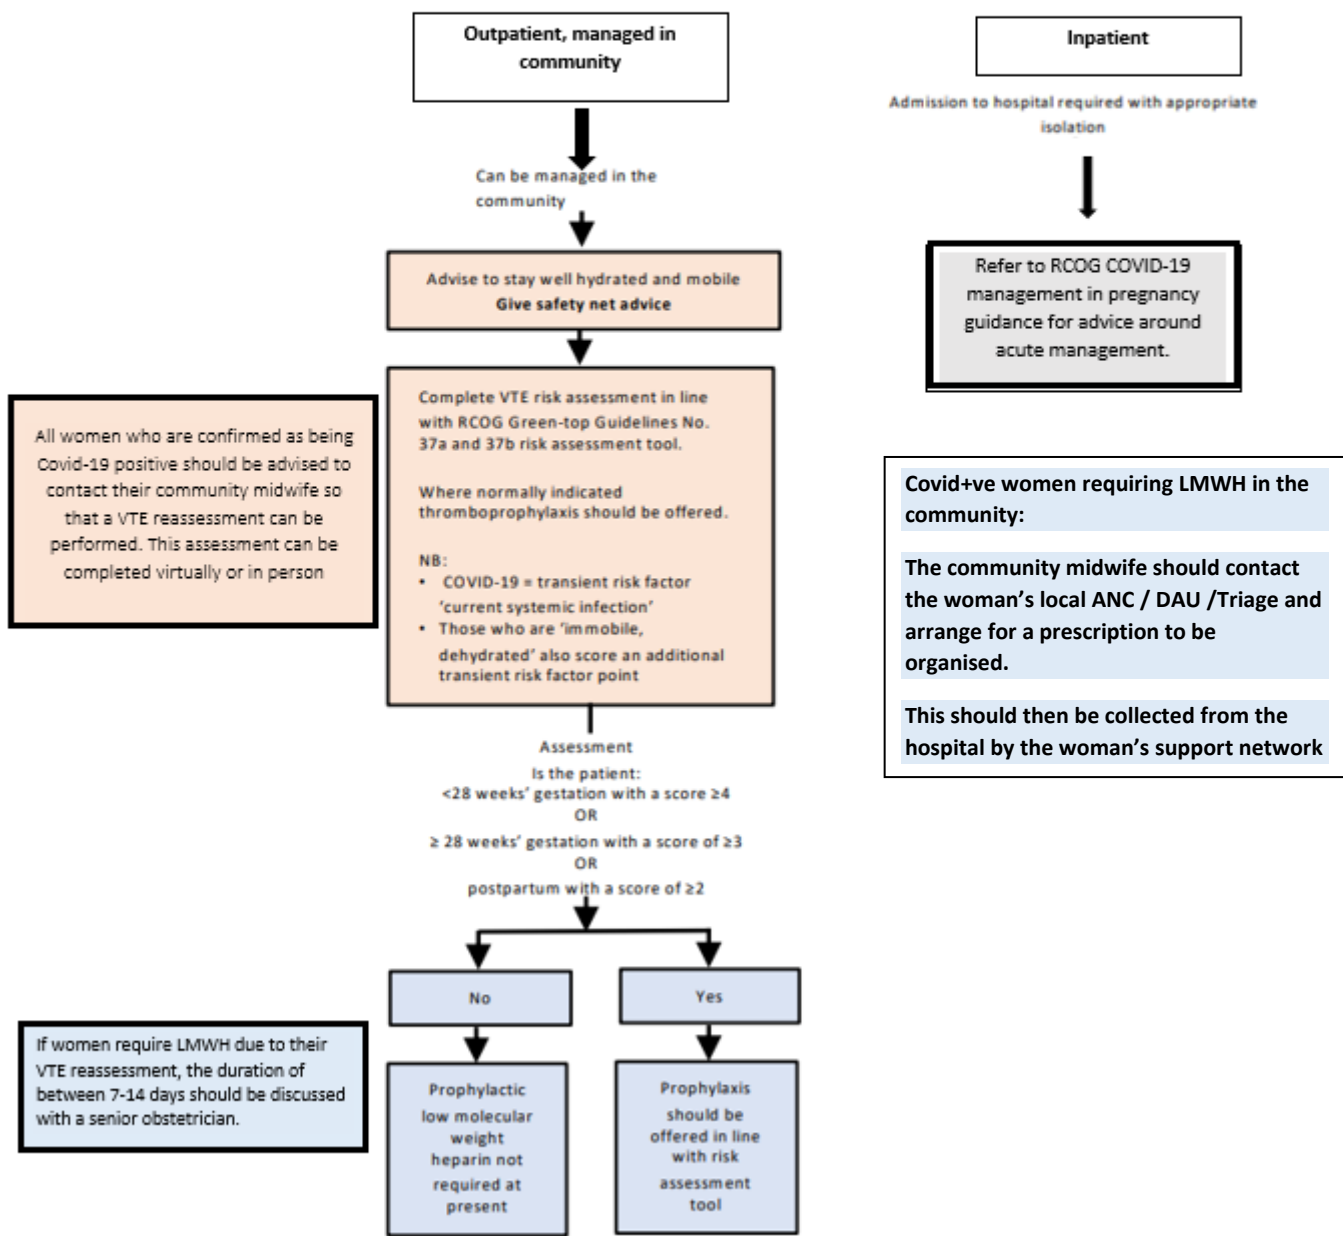 Outpatient, managed in
community
Can be managed in the
community
Advise to stay well hydrated and mobile
Give safety net advice
All women who are confirmed as being
Covid-19 positive should be advised to
contact their community midwife so
that a VTE reassessment can be
performed. This assessment can be
completed virtually or in person
Complete VTE risk assessment in line
with RCOG Green-top Guidelines No.
37a and 37b risk assessment tool.
Where normally indicated
thromboprophylaxis should be offered.
NB:
• COVID-19 = transient risk factor
'current systemic infection'
• Those who are 'immobile,
dehydrated' also score an additional
transient risk factor point
Assessment
Is the patient:
<28 weeks' gestation with a score ≥4
OR
≥ 28 weeks' gestation with a score of ≥3
OR
postpartum with a score of ≥2
No
Yes
If women require LMWH due to their
VTE reassessment, the duration of
between 7-14 days should be discussed
with a senior obstetrician.
Prophylactic
low molecular
weight
heparin not
required at
present
Prophylaxis
should be
offered in line
with risk
assessment
tool
Inpatient
Admission to hospital required with appropriate
isolation
Refer to RCOG COVID-19
management in pregnancy
guidance for advice around
acute management.
Covid+ve women requiring LMWH in the
community:
The community midwife should contact
the woman's local ANC / DAU /Triage and
arrange for a prescription to be
organised.
This should then be collected from the
hospital by the woman's support network